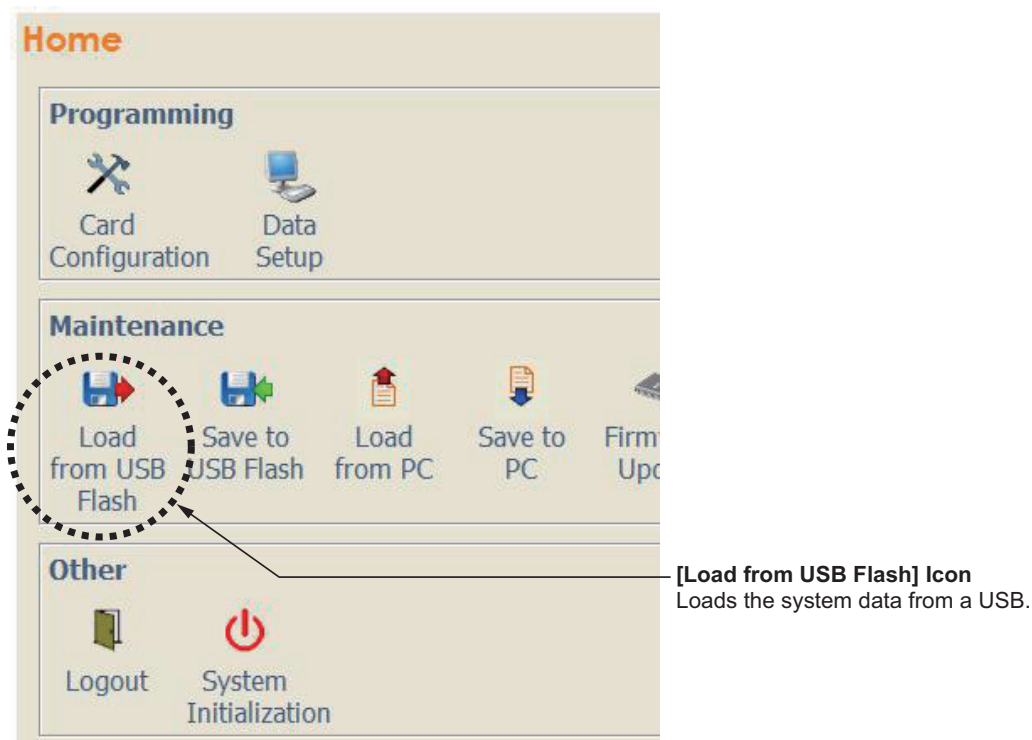 Home
Programming
Card
Configuration
Data
Setup
Maintenance
Load
from USB
Flash
Save to
USB Flash
Load
from PC
Save to
PC
Other
[Load from USB Flash] Icon
Loads the system data from a USB.
Logout
System
Initialization